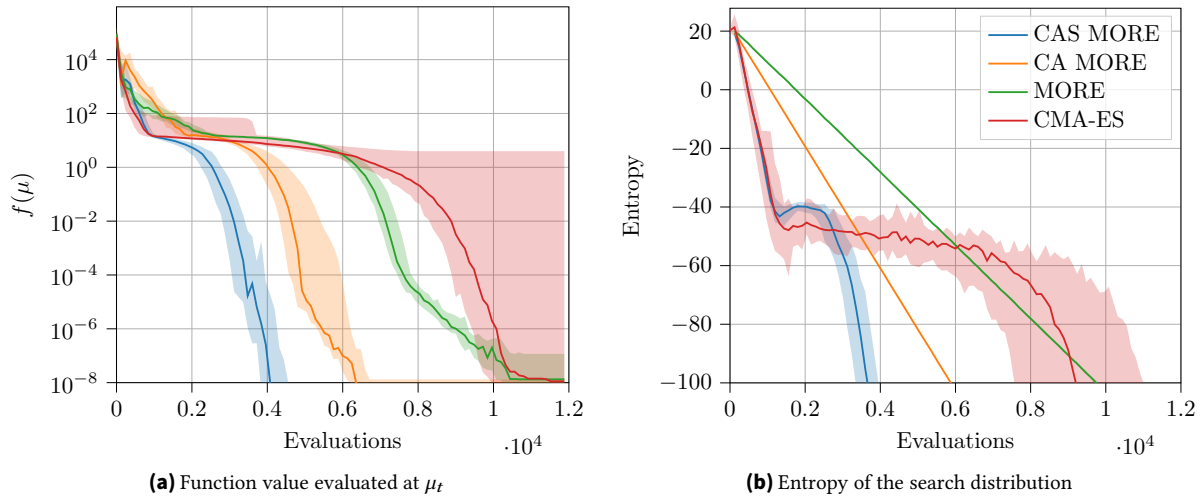 10^4
10^2
10^0
10^−2
10^−4
10^−6
10^−8
f(μ)
0 0.2 0.4 0.6 0.8 1 1.2
Evaluations
·10^4
(a) Function value evaluated at μ_t
20
0
−20
−40
−60
−80
−100
Entropy
CAS MORE
CA MORE
MORE
CMA-ES
0 0.2 0.4 0.6 0.8 1 1.2
Evaluations
·10^4
(b) Entropy of the search distribution